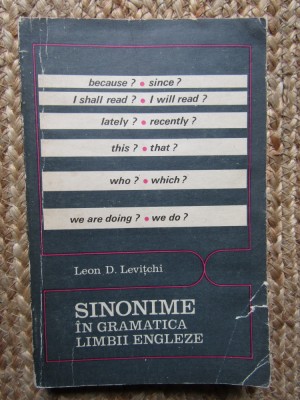 because ? • since ?
I shall read ? • I will read ?
lately ? • recently ?
this ? • that ?
who ? • which ?
we are doing ? • we do ?
Leon D. Levițchi
SINONIME
ÎN GRAMATICA
LIMBII ENGLEZE